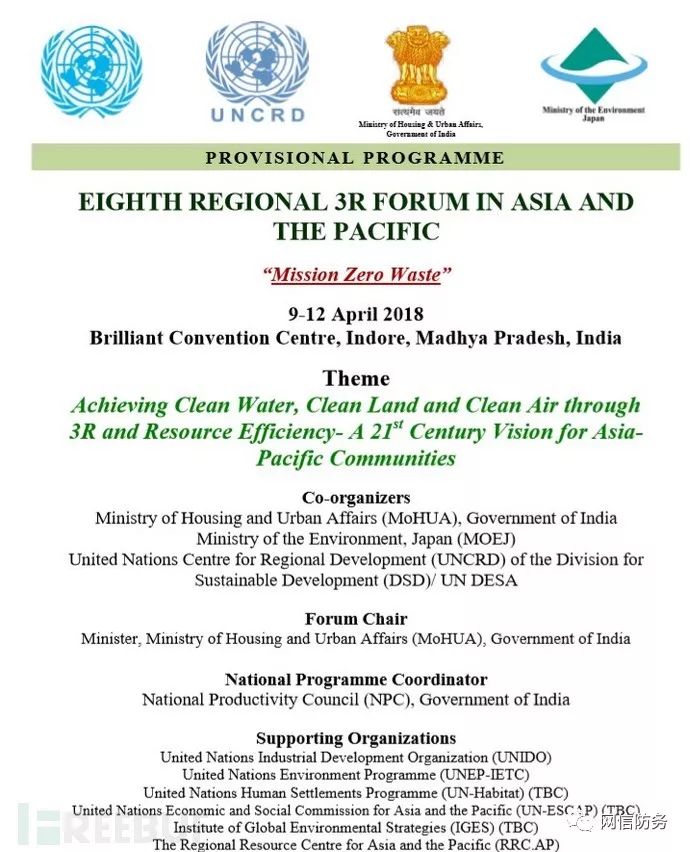 UNCRD
सत्यमेव जयते
Ministry of Housing & Urban Affairs,
Government of India
Ministry of the Environment
Japan
PROVISIONAL PROGRAMME
EIGHTH REGIONAL 3R FORUM IN ASIA AND
THE PACIFIC
“Mission Zero Waste”
9-12 April 2018
Brilliant Convention Centre, Indore, Madhya Pradesh, India
Theme
Achieving Clean Water, Clean Land and Clean Air through
3R and Resource Efficiency- A 21st Century Vision for Asia-
Pacific Communities
Co-organizers
Ministry of Housing and Urban Affairs (MoHUA), Government of India
Ministry of the Environment, Japan (MOEJ)
United Nations Centre for Regional Development (UNCRD) of the Division for
Sustainable Development (DSD)/ UN DESA
Forum Chair
Minister, Ministry of Housing and Urban Affairs (MoHUA), Government of India
National Programme Coordinator
National Productivity Council (NPC), Government of India
Supporting Organizations
United Nations Industrial Development Organization (UNIDO)
United Nations Environment Programme (UNEP-IETC)
United Nations Human Settlements Programme (UN-Habitat) (TBC)
United Nations Economic and Social Commission for Asia and the Pacific (UN-ESCAP) (TBC)
Institute of Global Environmental Strategies (IGES) (TBC)
The Regional Resource Centre for Asia and the Pacific (RRC.AP)
网信防务